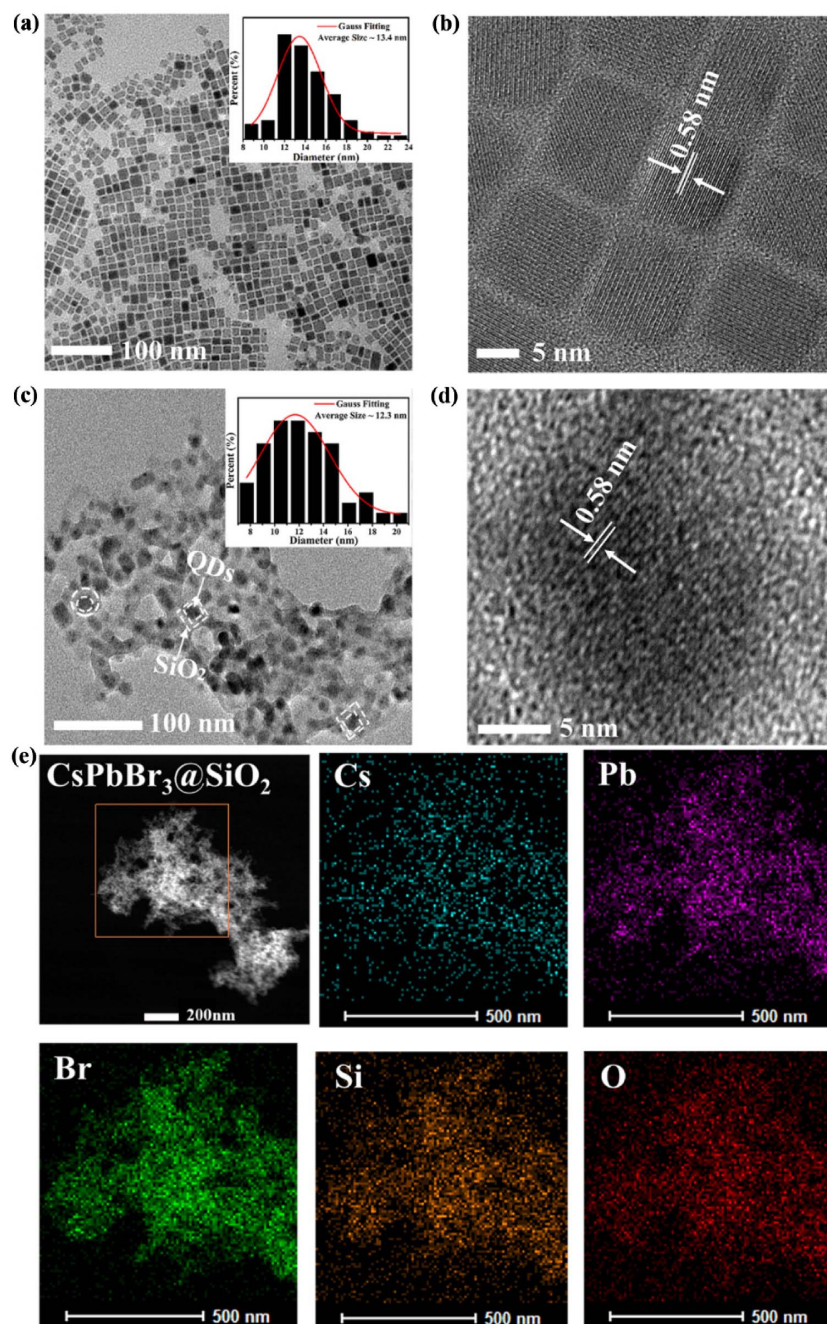 (a)
Gauss Fitting
Average Size ~ 13.4 nm
Percent (%)
8 10 12 14 16 18 20 22 24
Diameter (nm)
100 nm
(b)
0.58 nm
5 nm
(c)
Gauss Fitting
Average Size ~ 12.3 nm
Percent (%)
8 10 12 14 16 18 20
Diameter (nm)
QDs
SiO₂
100 nm
(d)
0.58 nm
5 nm
(e)
CsPbBr₃@SiO₂
200nm
Cs
500 nm
Pb
500 nm
Br
500 nm
Si
500 nm
O
500 nm